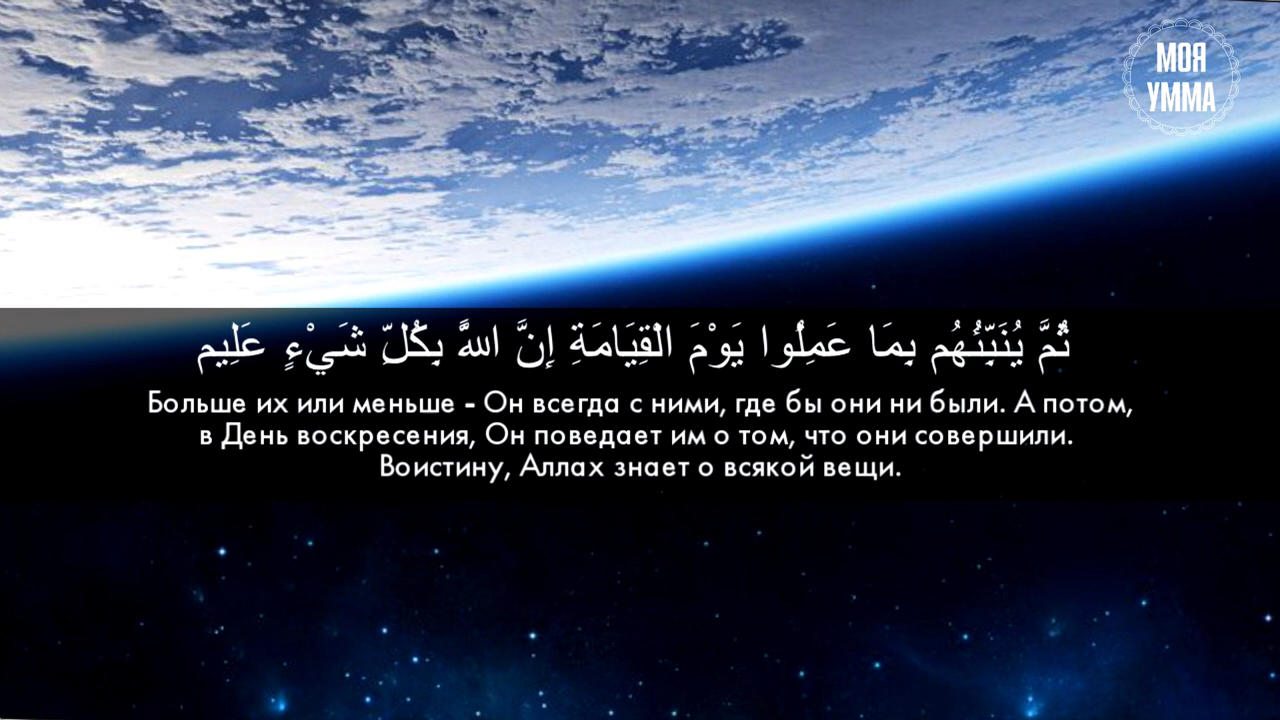 МОЯ
УММА
ثُمَّ يُنَبِّئُهُم بِمَا عَمِلُوا يَوْمَ الْقِيَامَةِ إِنَّ اللهَ بِكُلِّ شَيْءٍ عَلِيم
Больше их или меньше - Он всегда с ними, где бы они ни были. А потом,
в День воскресения, Он поведает им о том, что они совершили.
Воистину, Аллах знает о всякой вещи.